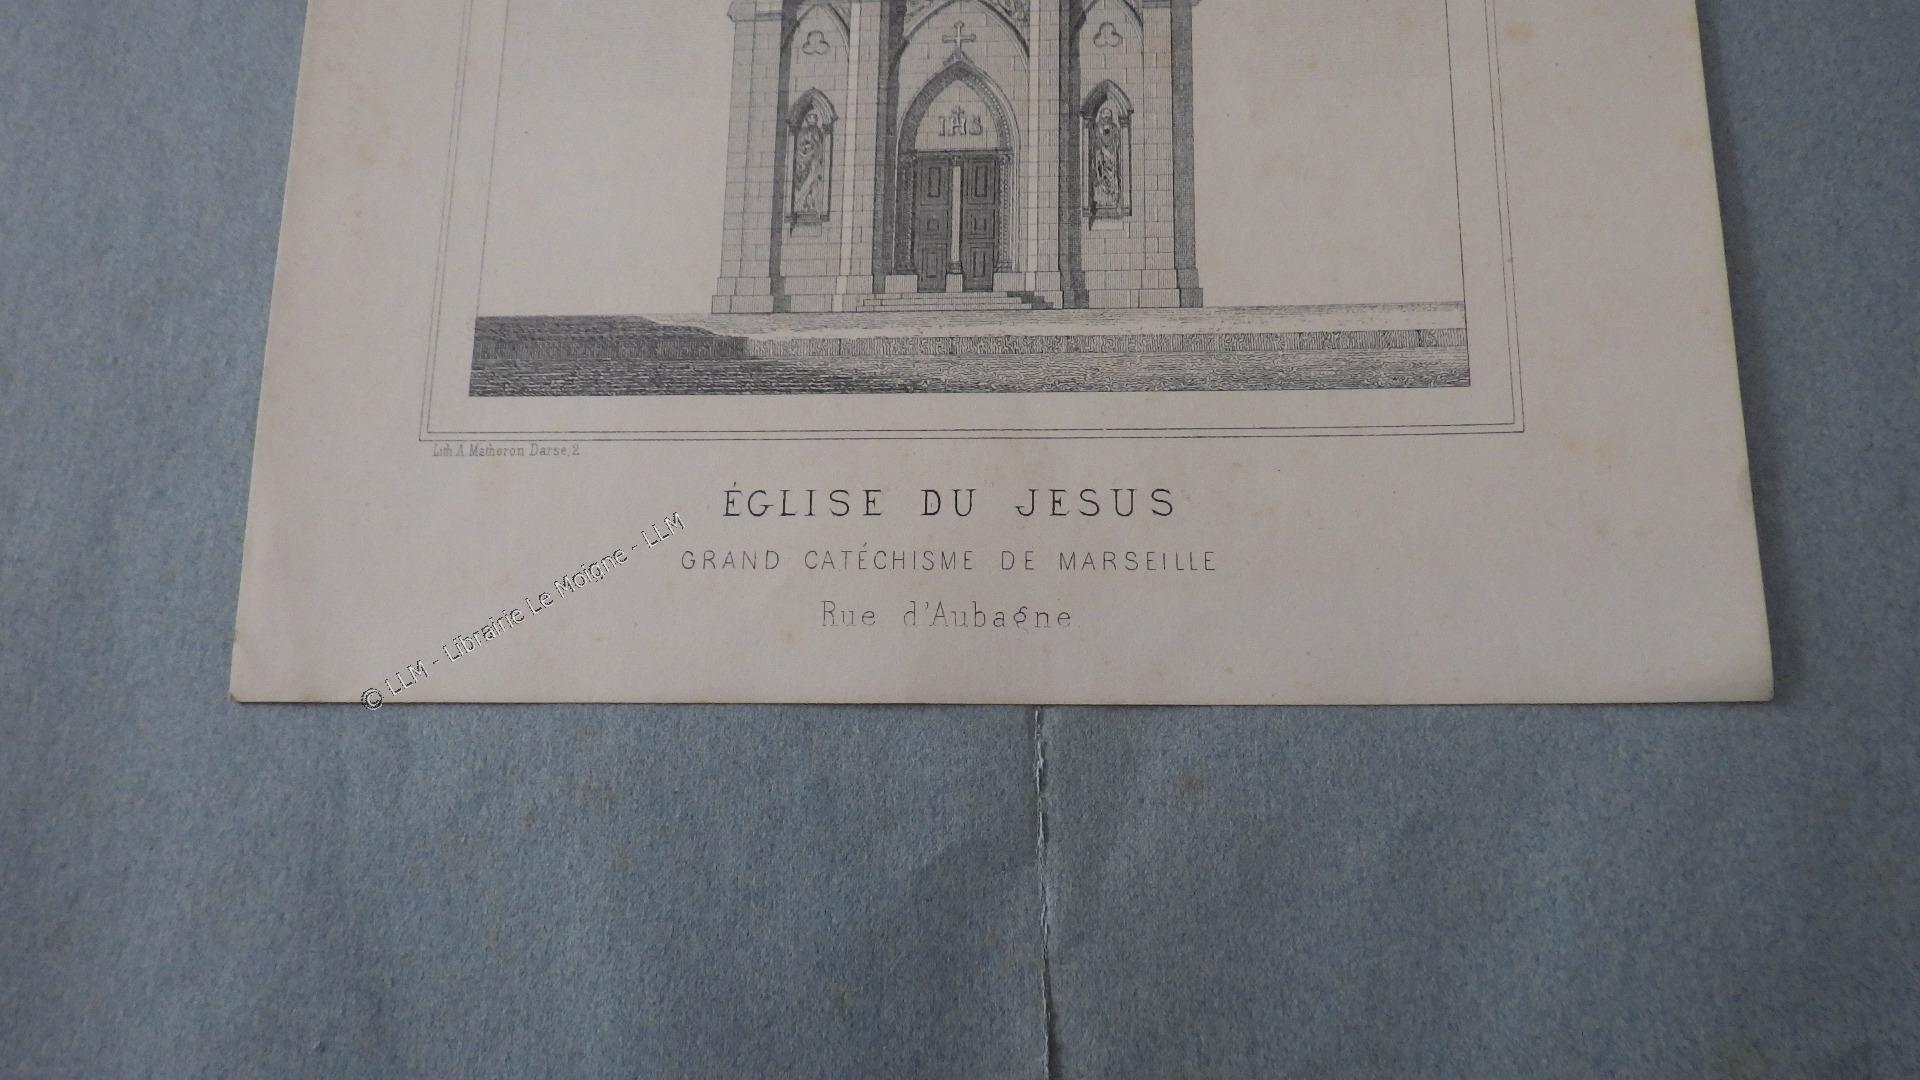 IHS
Lith. A. Matheron Darse, 2
ÉGLISE DU JESUS
GRAND CATÉCHISME DE MARSEILLE
Rue d'Aubagne.
© LLM - Librairie Le Moigne - LLM